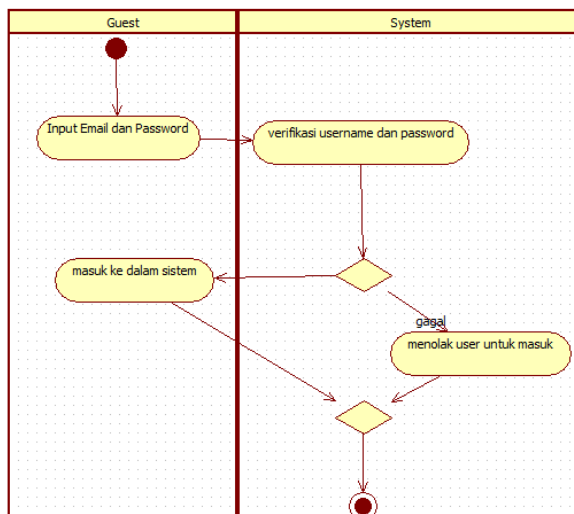 Guest
System
Input Email dan Password
verifikasi username dan password
masuk ke dalam sistem
gagal
menolak user untuk masuk